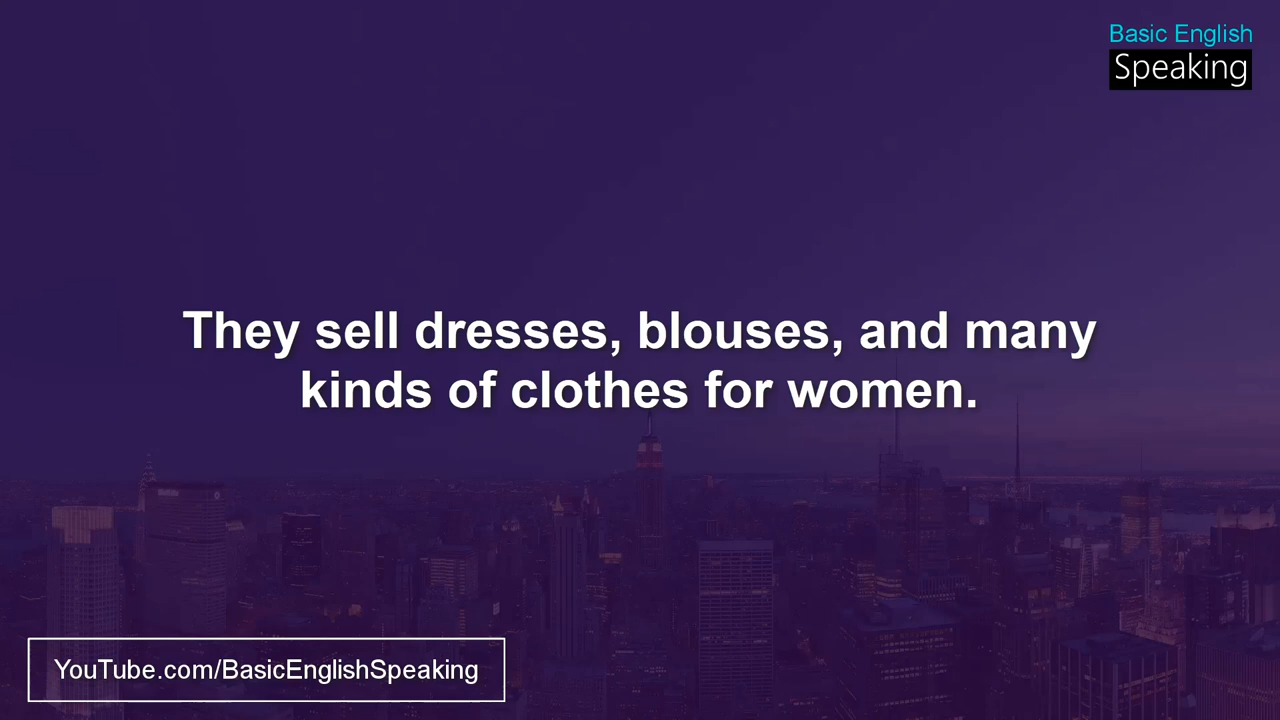 Basic English
Speaking
They sell dresses, blouses, and many
kinds of clothes for women.
YouTube.com/BasicEnglishSpeaking